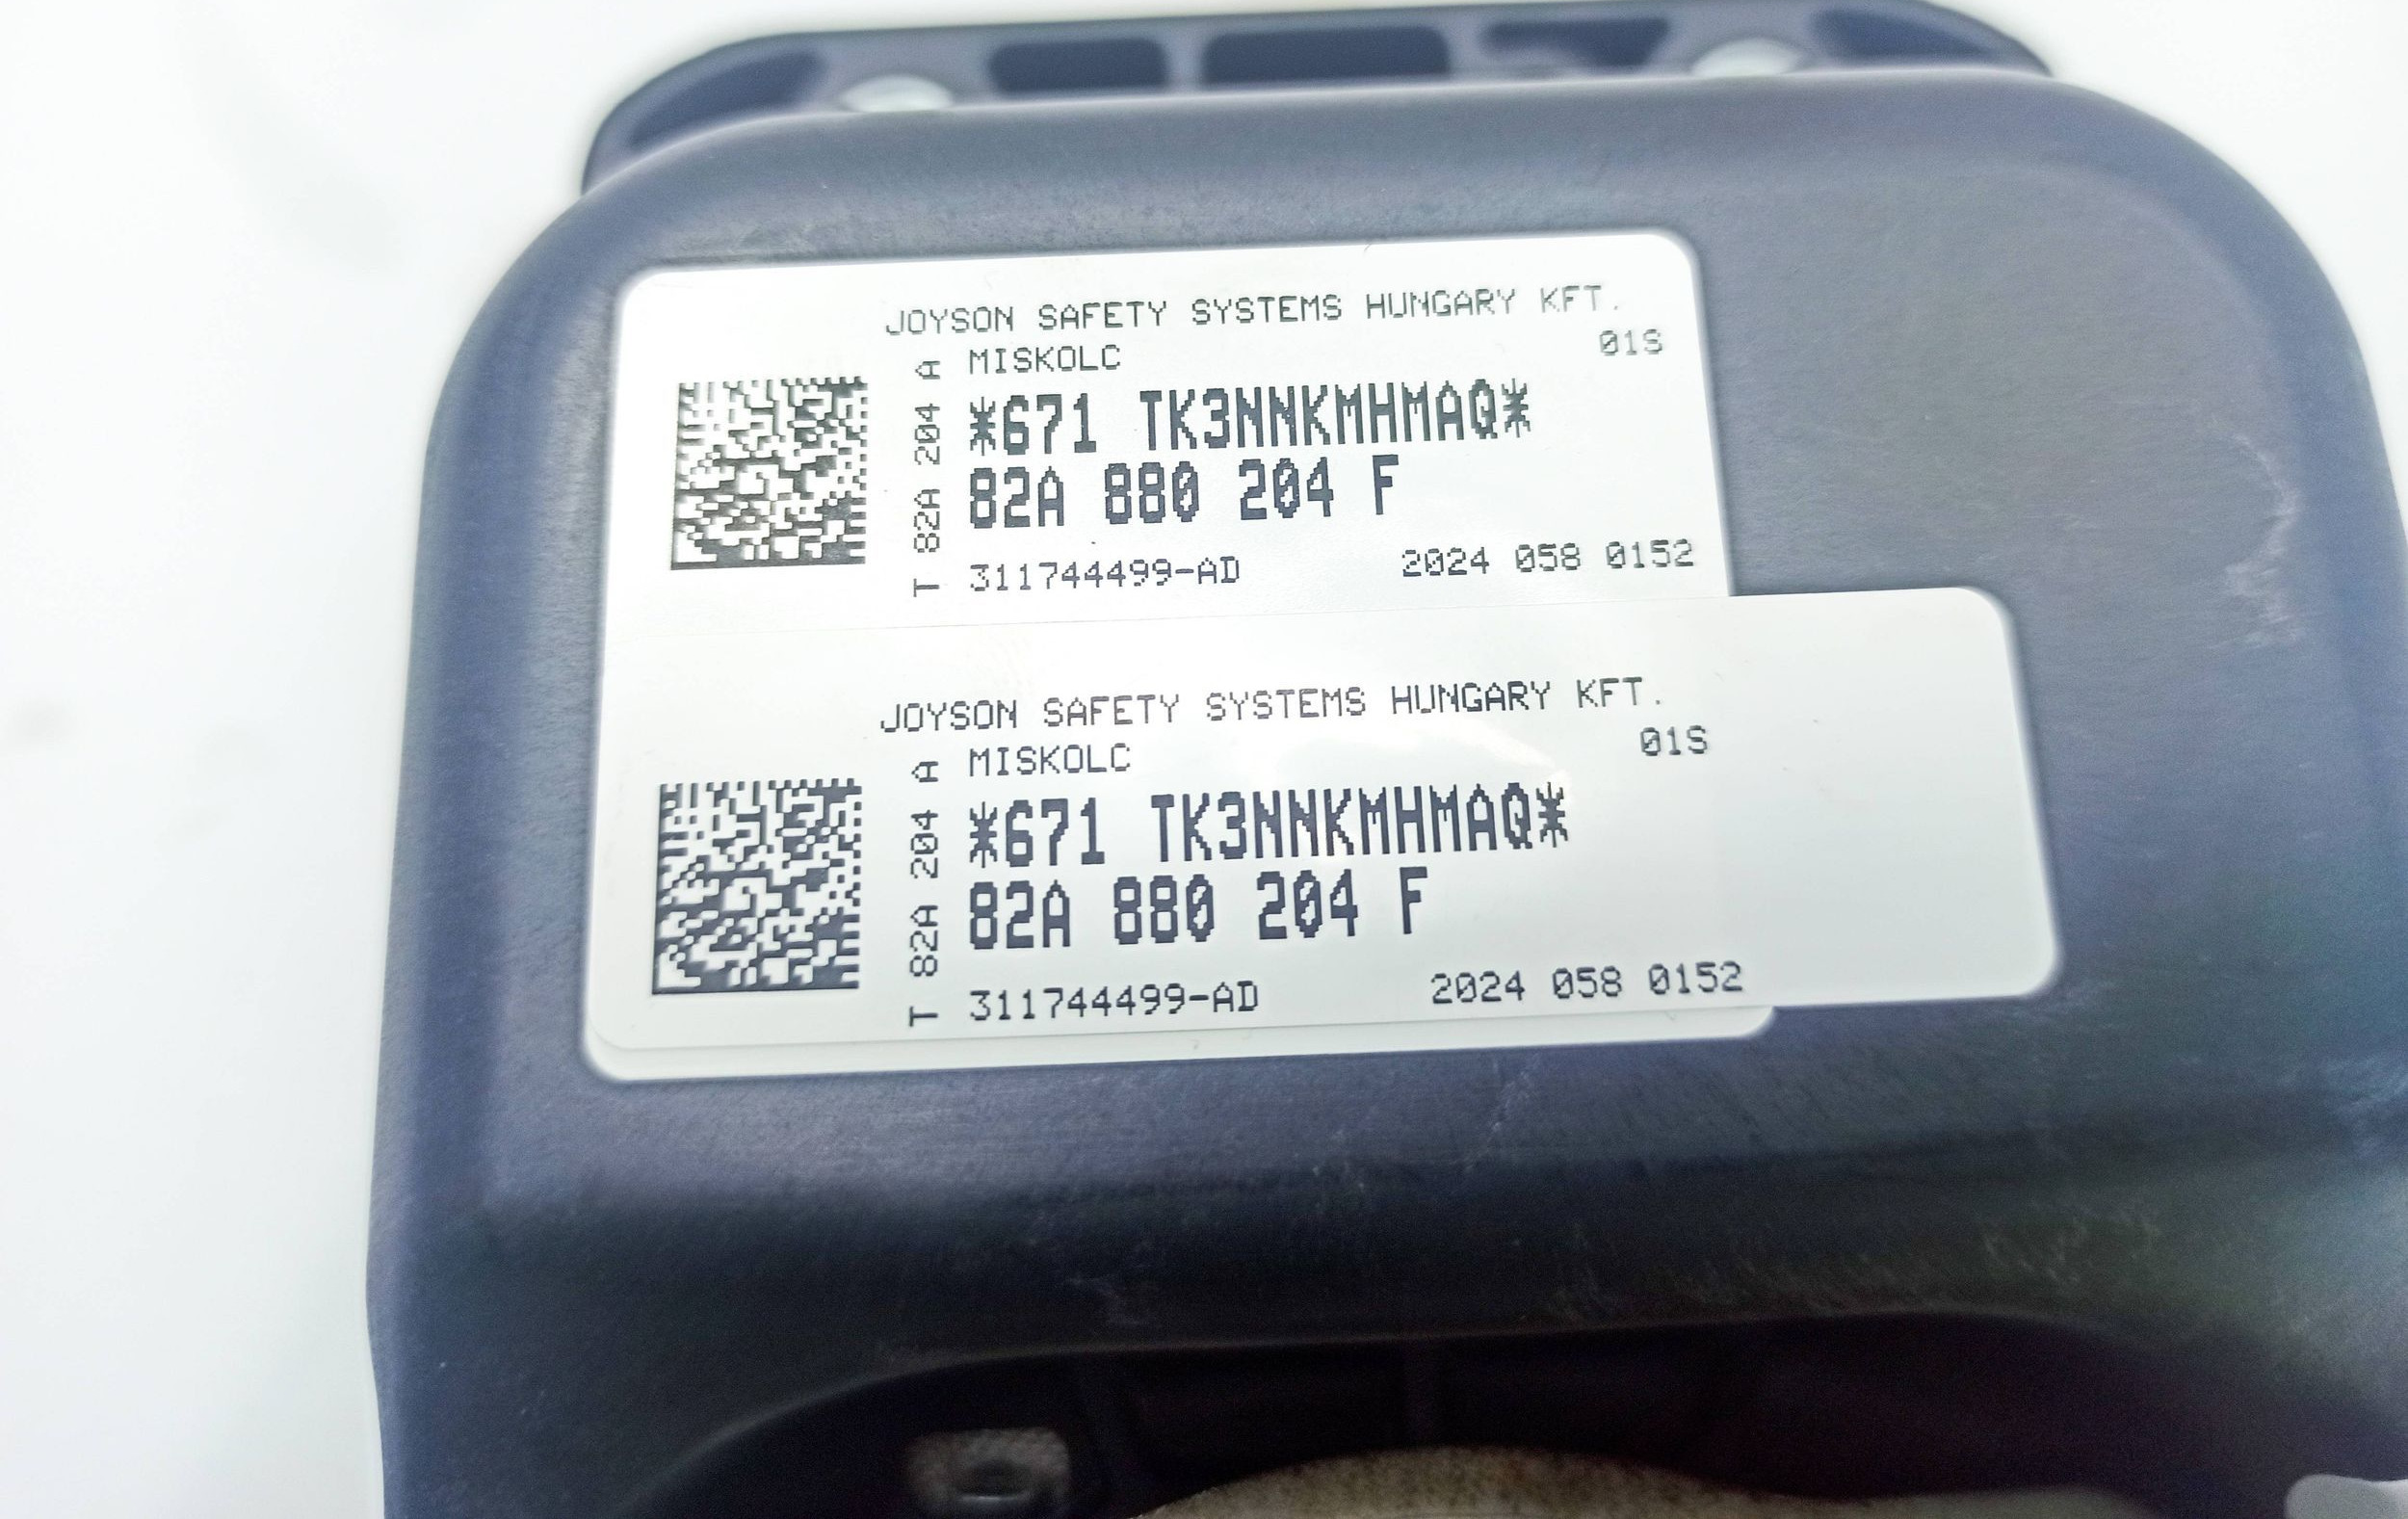 JOYSON SAFETY SYSTEMS HUNGARY KFT.
MISKOLC 01S
*671 TK3NNKMHMAQ*
82A 880 204 F
311744499-AD 2024 058 0152
T 82A 204 A
JOYSON SAFETY SYSTEMS HUNGARY KFT.
MISKOLC 01S
*671 TK3NNKMHMAQ*
82A 880 204 F
311744499-AD 2024 058 0152
T 82A 204 A